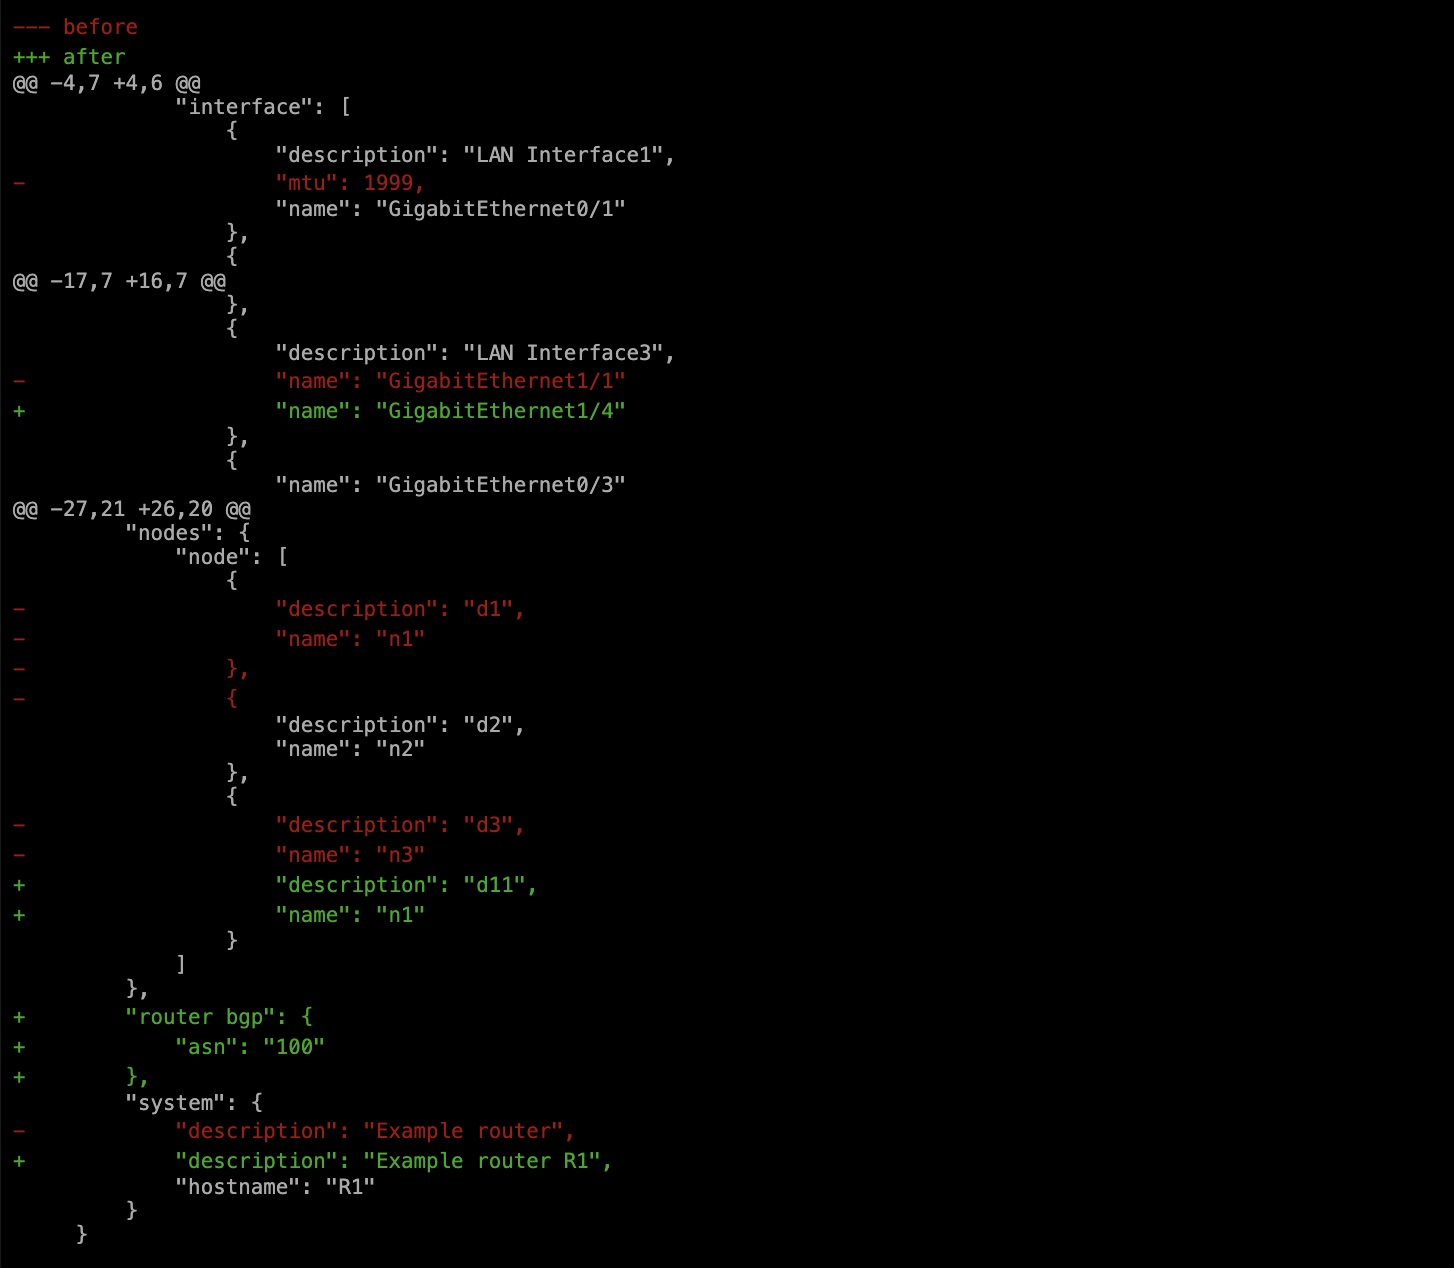 --- before
+++ after
@@ -4,7 +4,6 @@
             "interface": [
                 {
                     "description": "LAN Interface1",
-                    "mtu": 1999,
                     "name": "GigabitEthernet0/1"
                 },
                 {
@@ -17,7 +16,7 @@
                 },
                 {
                     "description": "LAN Interface3",
-                    "name": "GigabitEthernet1/1"
+                    "name": "GigabitEthernet1/4"
                 },
                 {
                     "name": "GigabitEthernet0/3"
@@ -27,21 +26,20 @@
         "nodes": {
             "node": [
                 {
-                    "description": "d1",
-                    "name": "n1"
-                },
-                {
                     "description": "d2",
                     "name": "n2"
                 },
                 {
-                    "description": "d3",
-                    "name": "n3"
+                    "description": "d11",
+                    "name": "n1"
                 }
             ]
         },
+        "router bgp": {
+            "asn": "100"
+        },
         "system": {
-            "description": "Example router",
+            "description": "Example router R1",
             "hostname": "R1"
         }
     }